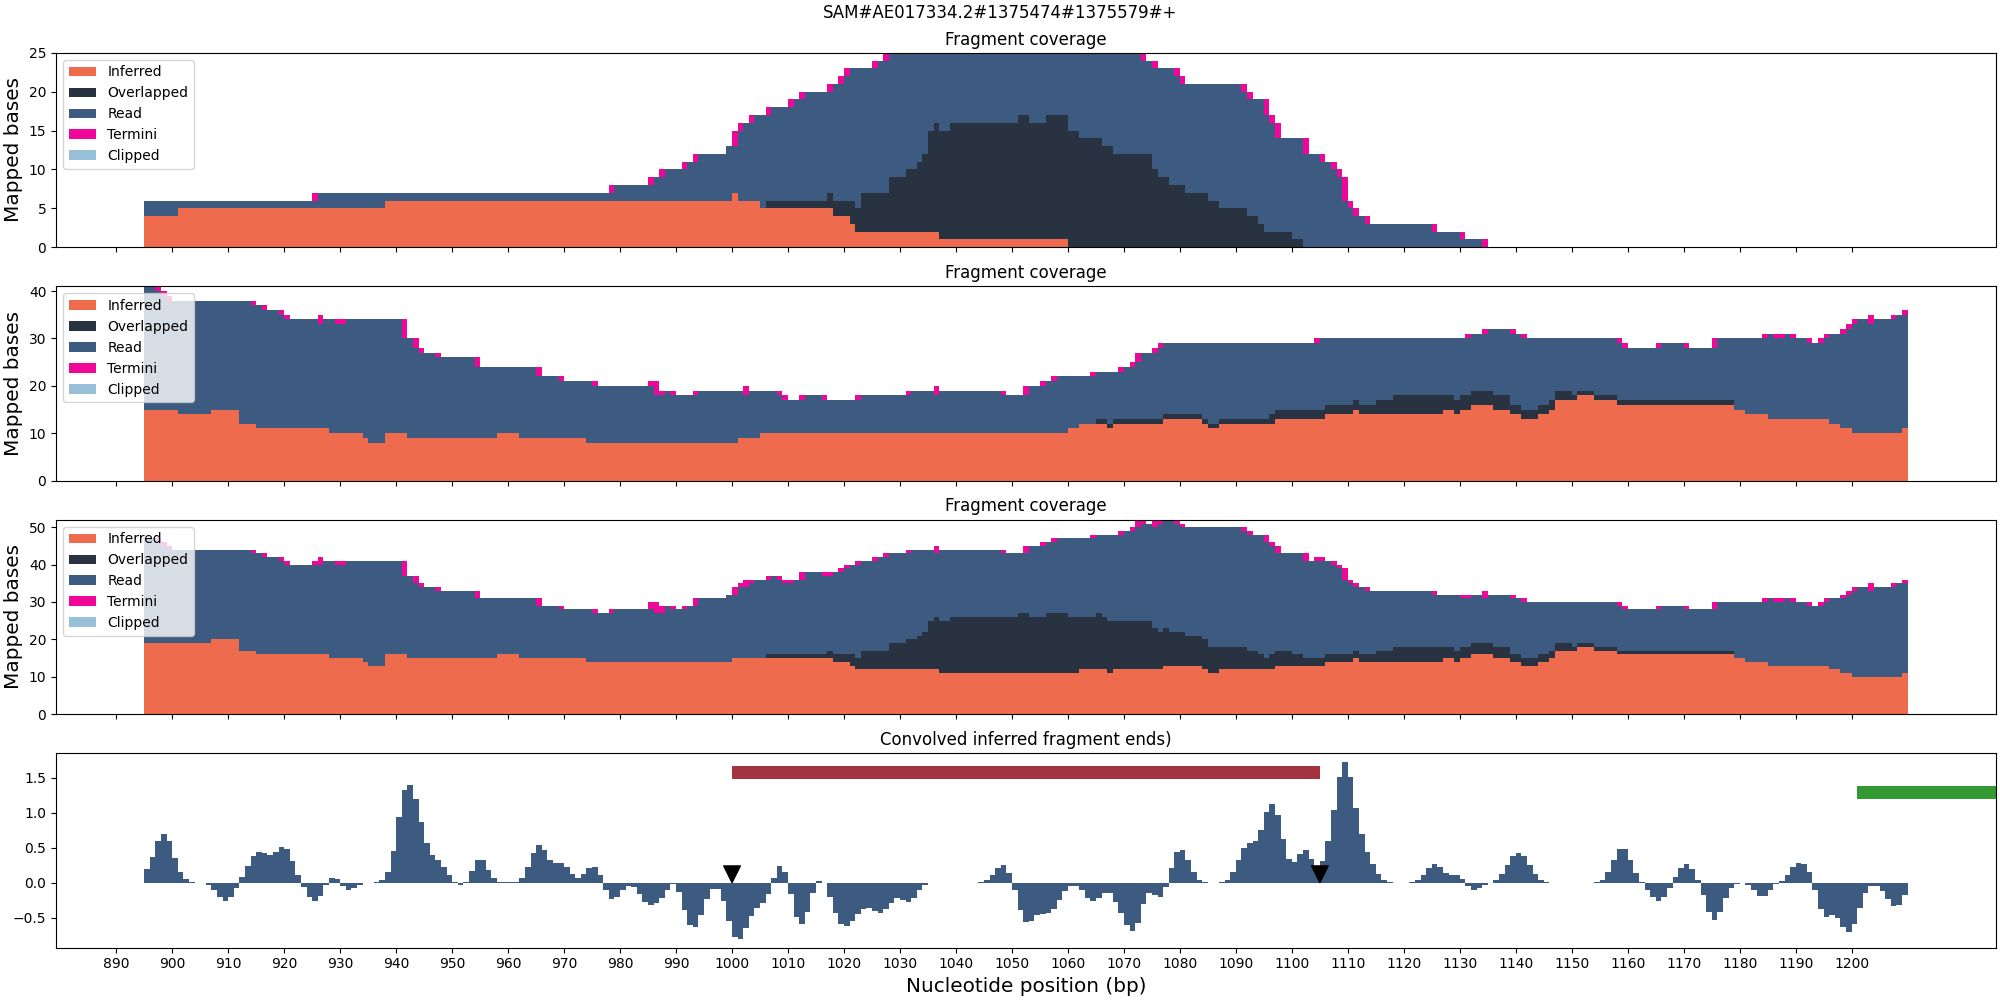 SAM#AE017334.2#1375474#1375579#+
Fragment coverage
Mapped bases
25
20
15
10
5
0
Inferred
Overlapped
Read
Termini
Clipped
Fragment coverage
Mapped bases
40
30
20
10
0
Inferred
Overlapped
Read
Termini
Clipped
Fragment coverage
Mapped bases
50
40
30
20
10
0
Inferred
Overlapped
Read
Termini
Clipped
Convolved inferred fragment ends)
1.5
1.0
0.5
0.0
−0.5
890 900 910 920 930 940 950 960 970 980 990 1000 1010 1020 1030 1040 1050 1060 1070 1080 1090 1100 1110 1120 1130 1140 1150 1160 1170 1180 1190 1200
Nucleotide position (bp)